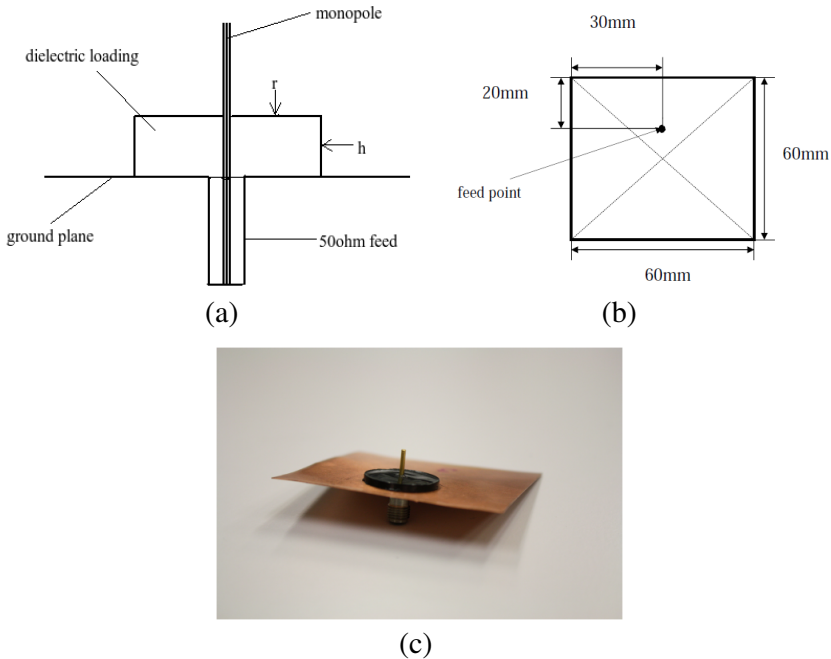 monopole
dielectric loading
r
h
ground plane
50ohm feed
(a)
30mm
20mm
feed point
60mm
60mm
(b)
(c)